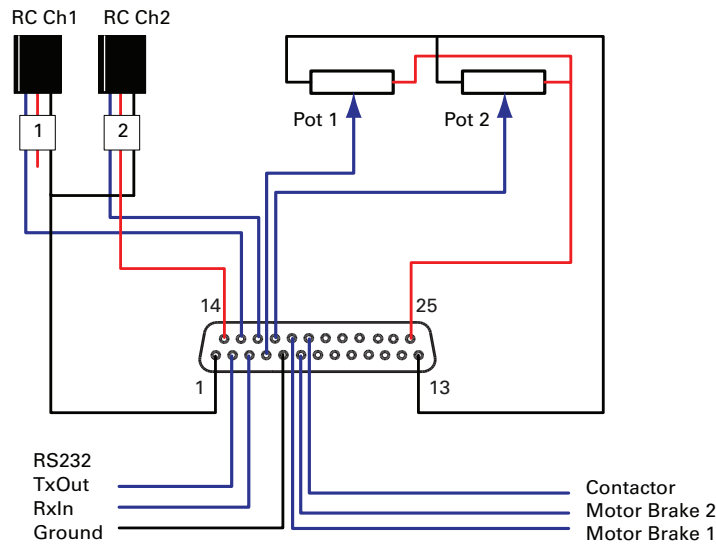 RC Ch1 RC Ch2
1 2
Pot 1 Pot 2
14 25
1 13
RS232
TxOut
RxIn
Ground
Contactor
Motor Brake 2
Motor Brake 1